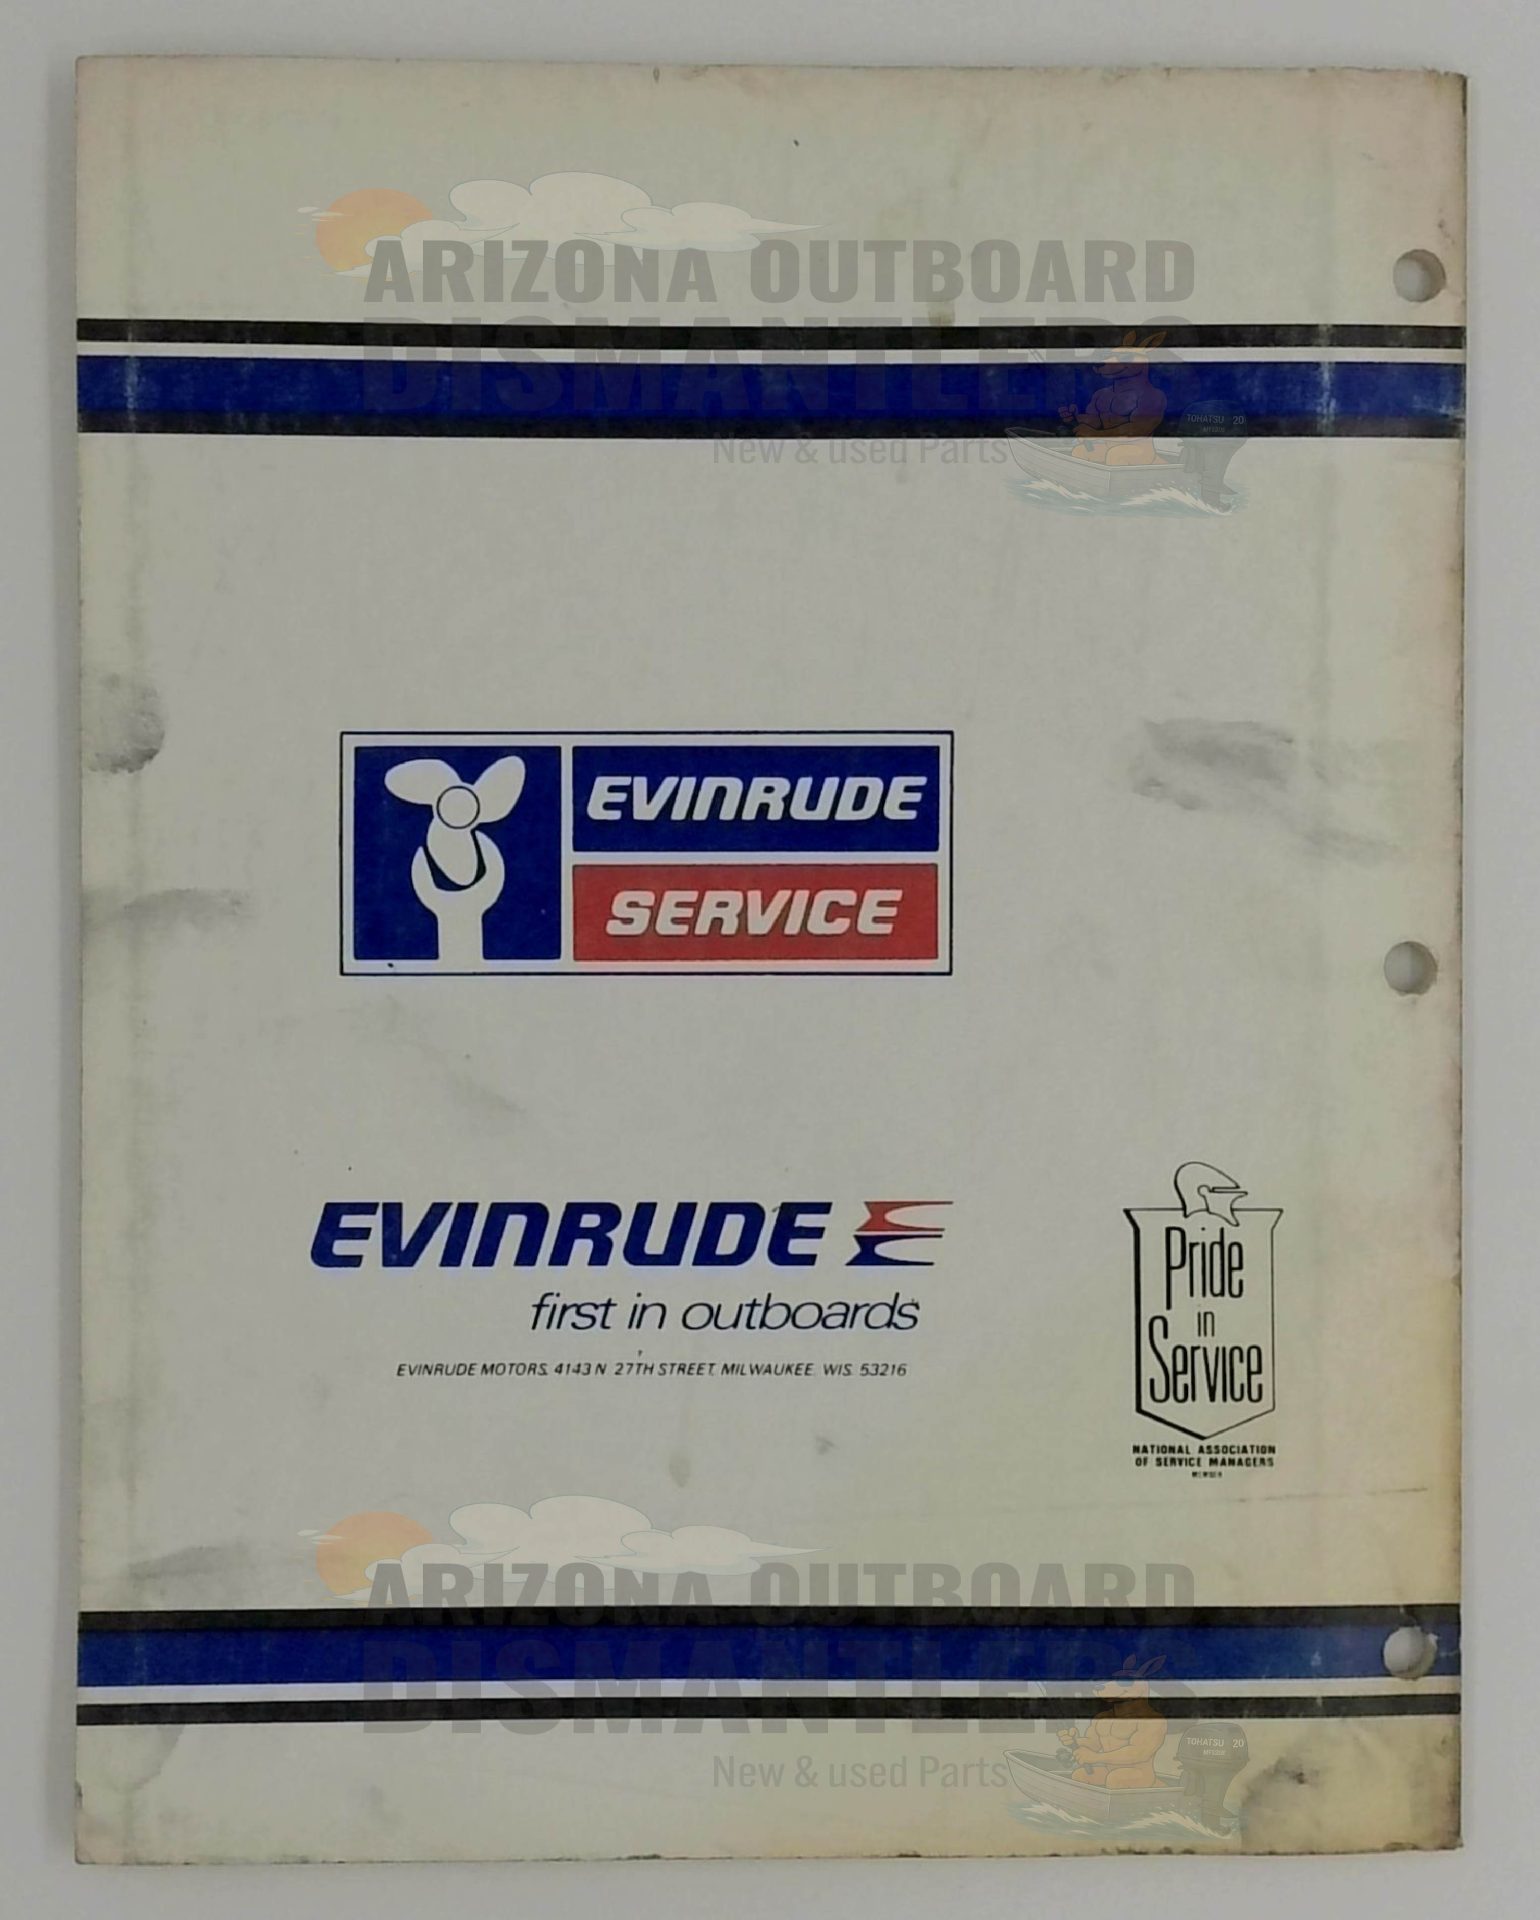 ARIZONA OUTBOARD
DISMANTLERS
TOHATSU 20
New & used Parts
EVINRUDE
SERVICE
EVINRUDE
first in outboards
EVINRUDE MOTORS, 4143 N. 27TH STREET, MILWAUKEE, WIS. 53216
Pride
in
Service
NATIONAL ASSOCIATION
OF SERVICE MANAGERS
MEMBER
ARIZONA OUTBOARD
DISMANTLERS
TOHATSU 20
New & used Parts